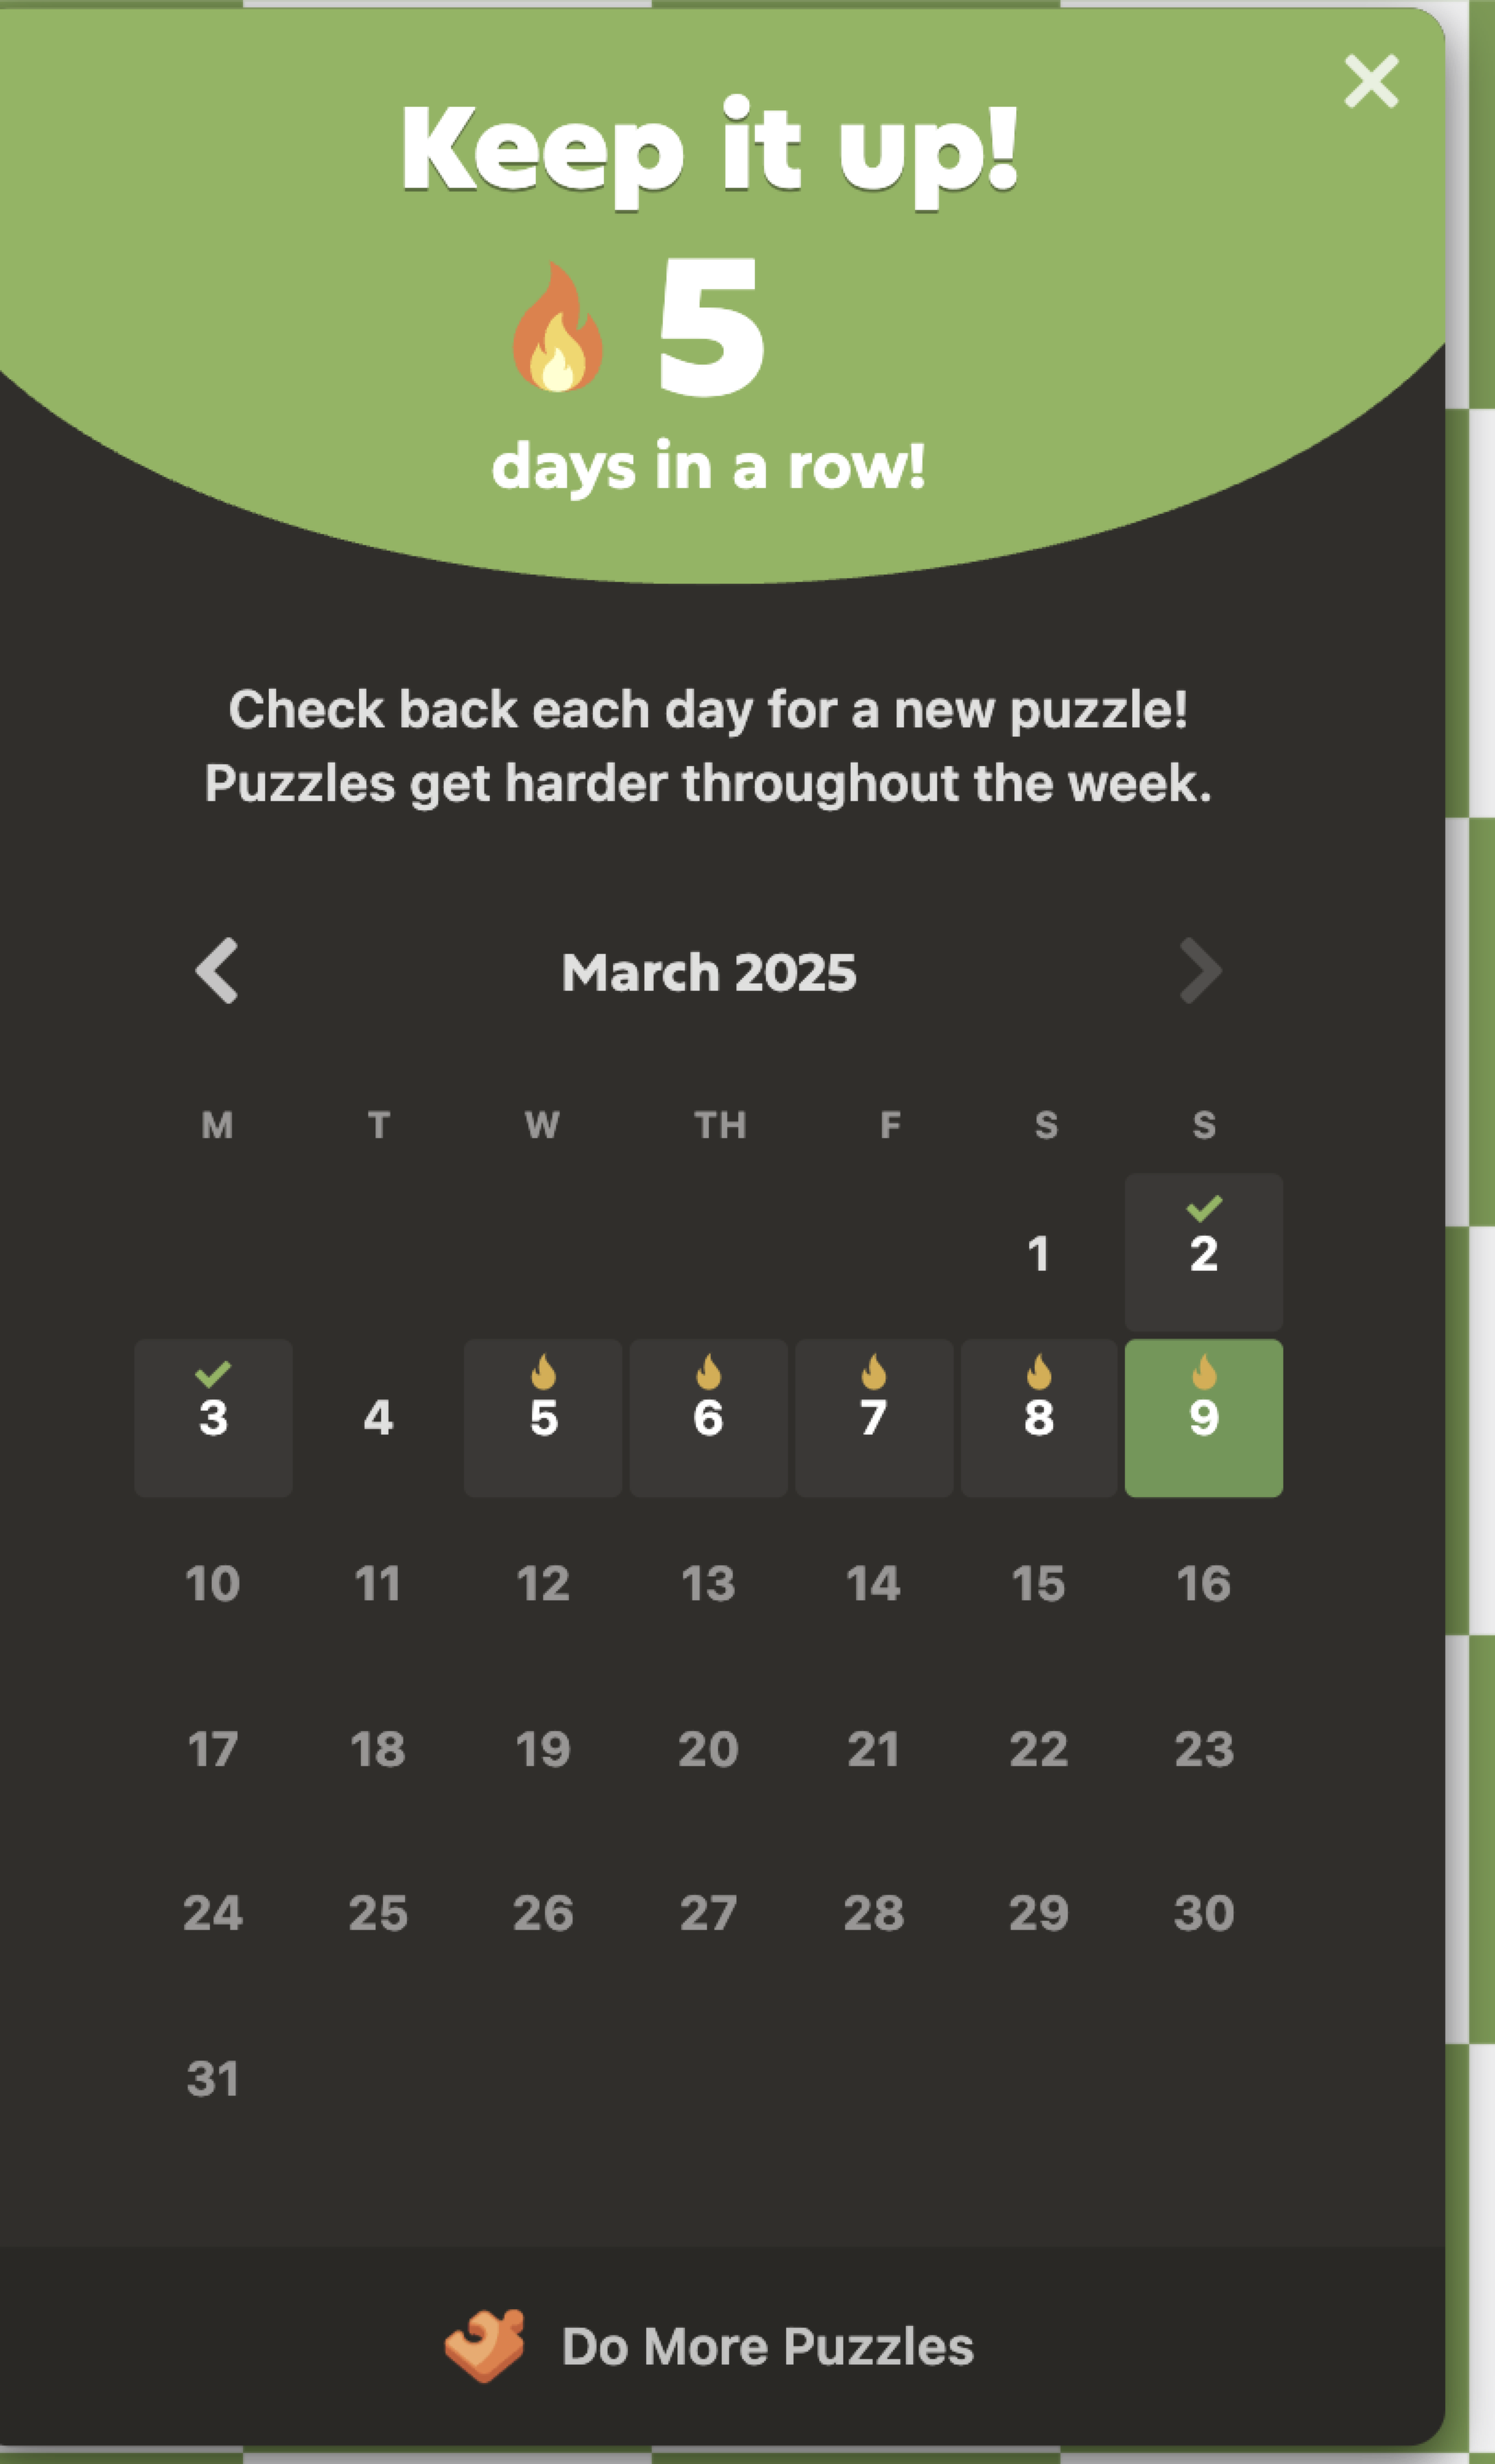 Keep it up!
5
days in a row!
Check back each day for a new puzzle!
Puzzles get harder throughout the week.
March 2025
M T W TH F S S
1 2
3 4 5 6 7 8 9
10 11 12 13 14 15 16
17 18 19 20 21 22 23
24 25 26 27 28 29 30
31
Do More Puzzles